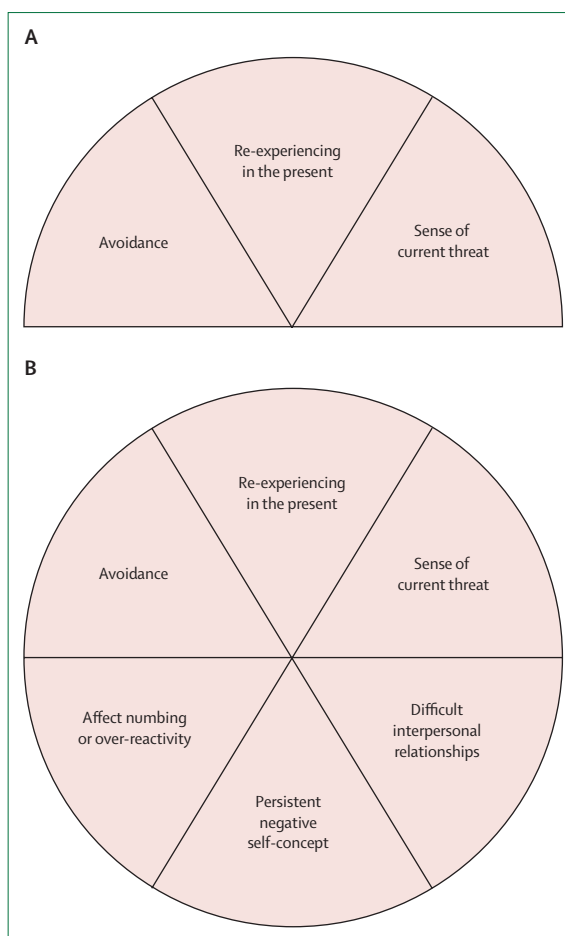 A
Re-experiencing
in the present
Avoidance
Sense of
current threat
B
Re-experiencing
in the present
Avoidance
Sense of
current threat
Affect numbing
or over-reactivity
Difficult
interpersonal
relationships
Persistent
negative
self-concept